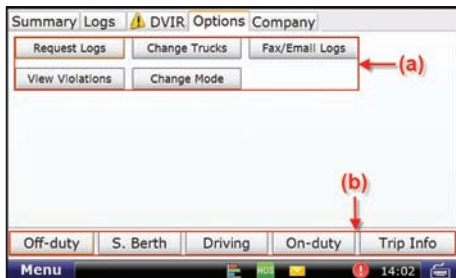 Summary Logs DVIR Options Company
Request Logs Change Trucks Fax/Email Logs
(a)
View Violations Change Mode
(b)
Off-duty S. Berth Driving On-duty Trip Info
Menu HOS 14:02